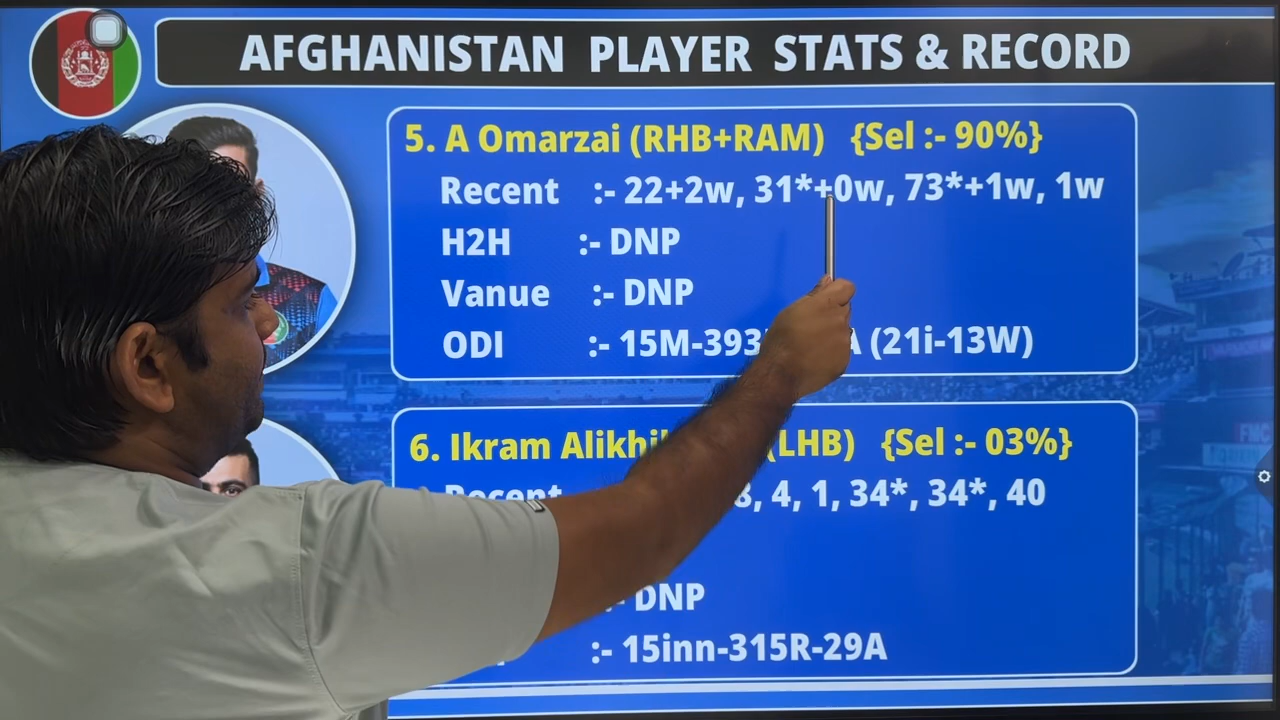 AFGHANISTAN PLAYER STATS & RECORD
5. A Omarzai (RHB+RAM) {Sel :- 90%}
Recent :- 22+2w, 31*+0w, 73*+1w, 1w
H2H :- DNP
Vanue :- DNP
ODI :- 15M-393 (21i-13W)
6. Ikram (LHB) {Sel :- 03%}
Recent 4, 1, 34*, 34*, 40
:- DNP
:- 15inn-315R-29A